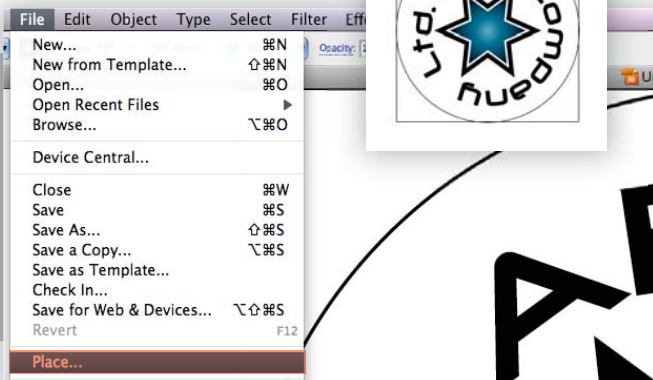 File Edit Object Type Select Filter
New... ⌘N
New from Template... ⇧⌘N
Open... ⌘O
Open Recent Files ▶
Browse... ⌥⌘O
Device Central...
Close ⌘W
Save ⌘S
Save As... ⇧⌘S
Save a Copy... ⌥⌘S
Save as Template...
Check In...
Save for Web & Devices... ⌥⇧⌘S
Revert F12
Place...
Opacity:
ompany Ltd.
A